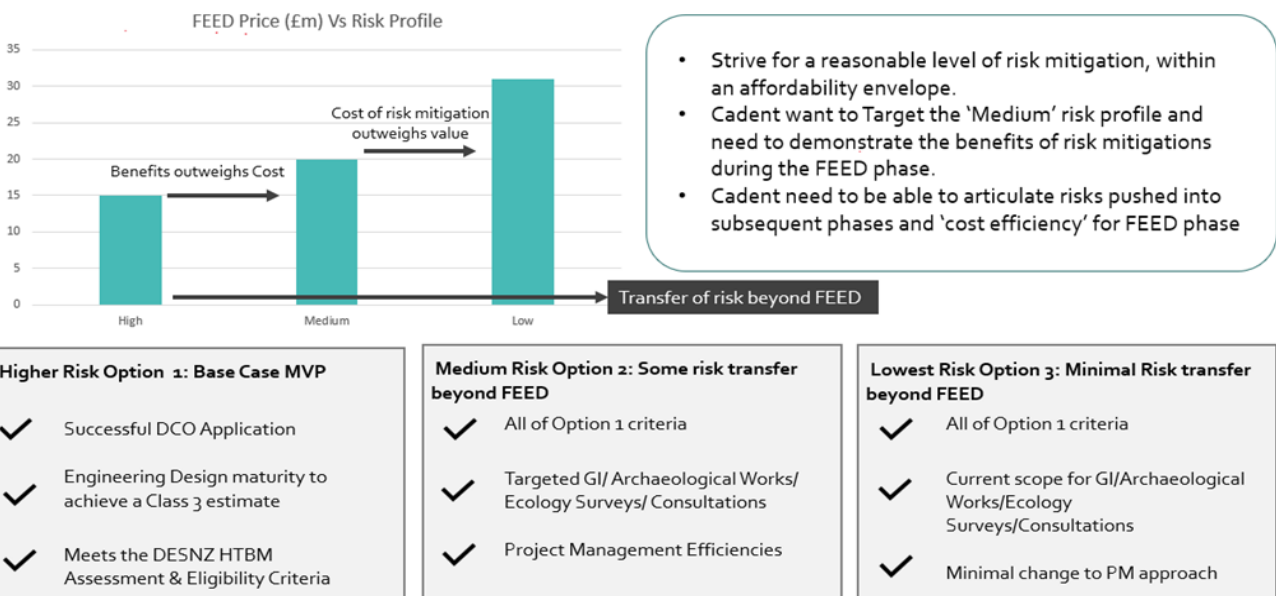 FEED Price (£m) Vs Risk Profile
35
30
25
20
15
10
5
0
Benefits outweighs Cost
Cost of risk mitigation
outweighs value
High
Medium
Low
Transfer of risk beyond FEED
• Strive for a reasonable level of risk mitigation, within
an affordability envelope.
• Cadent want to Target the ‘Medium’ risk profile and
need to demonstrate the benefits of risk mitigations
during the FEED phase.
• Cadent need to be able to articulate risks pushed into
subsequent phases and ‘cost efficiency’ for FEED phase
Higher Risk Option 1: Base Case MVP
Successful DCO Application
Engineering Design maturity to
achieve a Class 3 estimate
Meets the DESNZ HTBM
Assessment & Eligibility Criteria
Medium Risk Option 2: Some risk transfer
beyond FEED
All of Option 1 criteria
Targeted GI/ Archaeological Works/
Ecology Surveys/ Consultations
Project Management Efficiencies
Lowest Risk Option 3: Minimal Risk transfer
beyond FEED
All of Option 1 criteria
Current scope for GI/Archaeological
Works/Ecology
Surveys/Consultations
Minimal change to PM approach